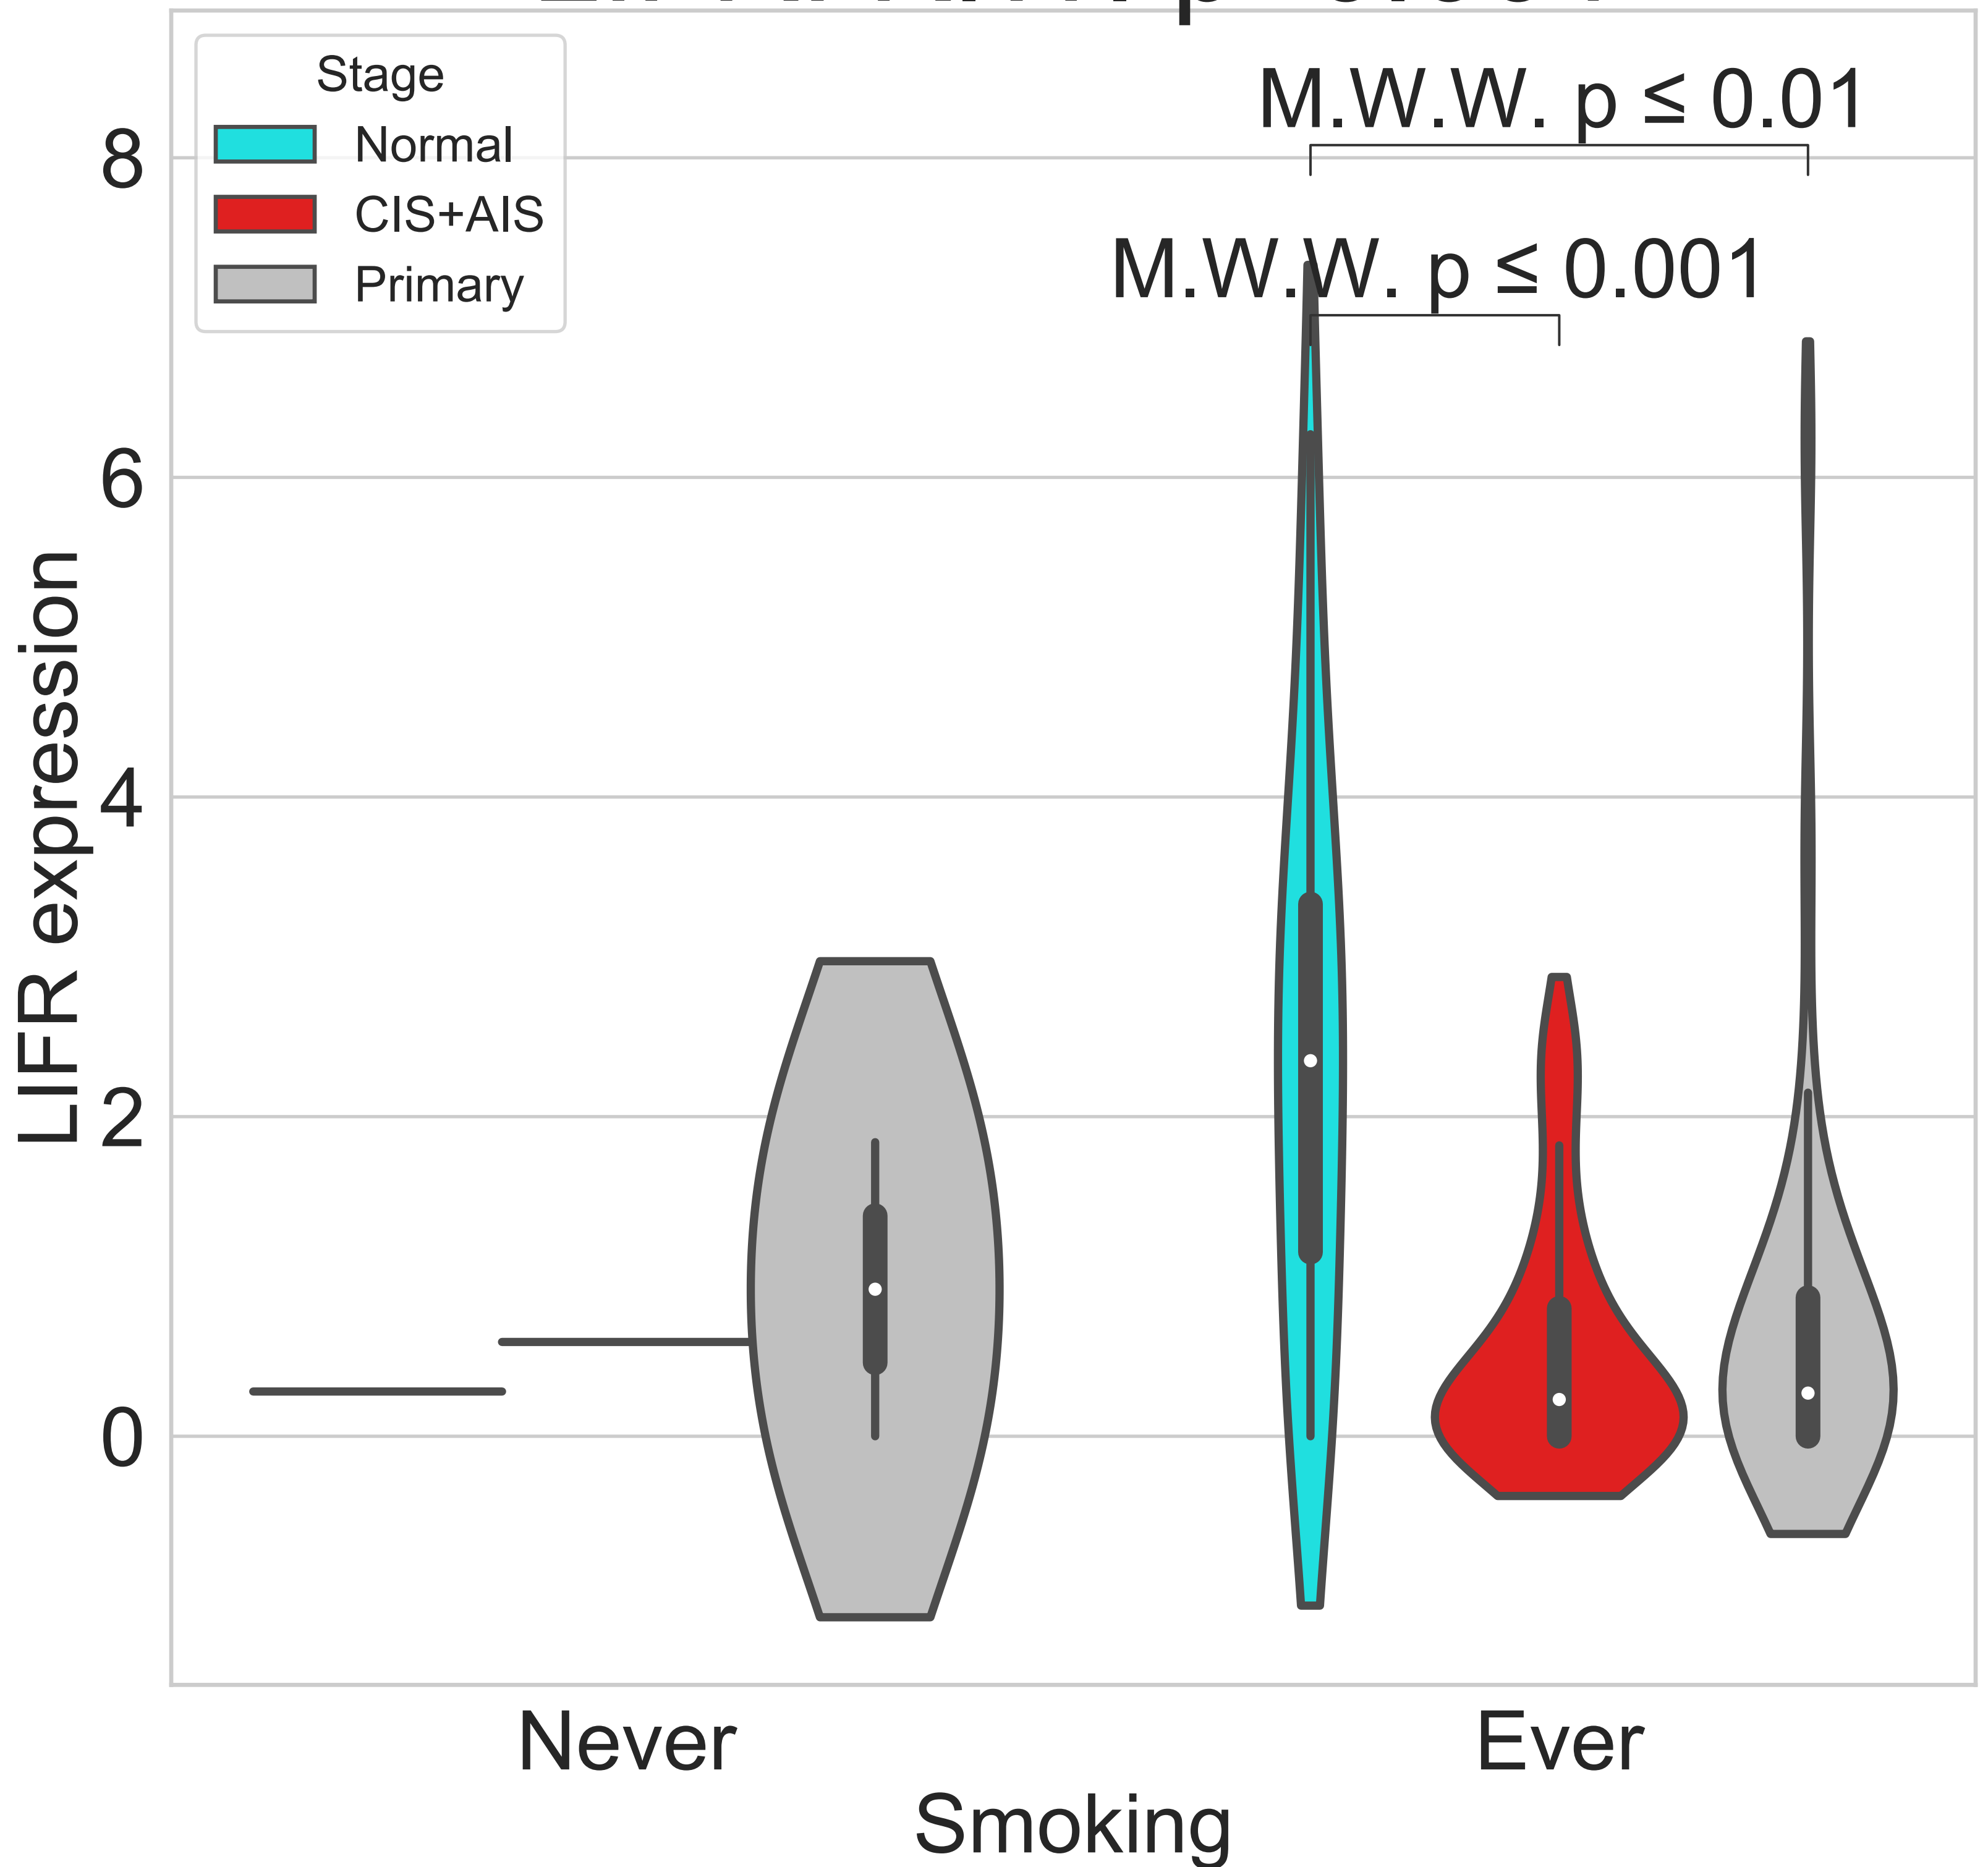 Stage
Normal
CIS+AIS
Primary
M.W.W. p ≤ 0.01
M.W.W. p ≤ 0.001
8
6
4
2
0
LIFR expression
Never
Ever
Smoking